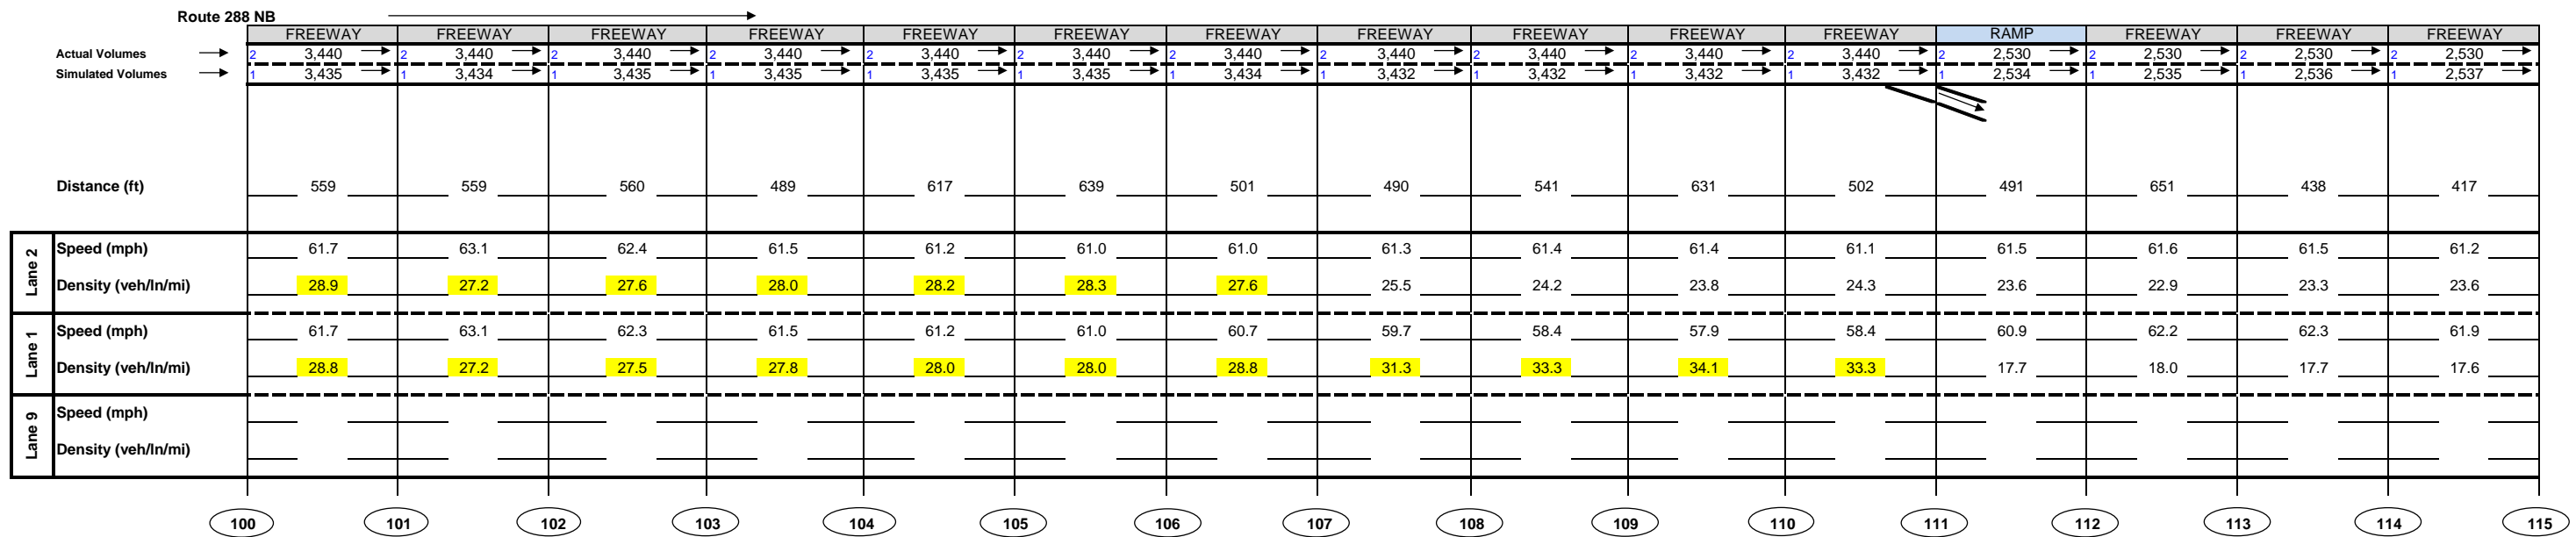 Route 288 NB
FREEWAY FREEWAY FREEWAY FREEWAY FREEWAY FREEWAY FREEWAY FREEWAY FREEWAY FREEWAY FREEWAY RAMP FREEWAY FREEWAY FREEWAY
Actual Volumes 2 3,440 2 3,440 2 3,440 2 3,440 2 3,440 2 3,440 2 3,440 2 3,440 2 3,440 2 3,440 2 3,440 2 2,530 2 2,530 2 2,530 2 2,530
Simulated Volumes 1 3,435 1 3,434 1 3,435 1 3,435 1 3,435 1 3,435 1 3,434 1 3,432 1 3,432 1 3,432 1 3,432 1 2,534 1 2,535 1 2,536 1 2,537
Distance (ft) 559 559 560 489 617 639 501 490 541 631 502 491 651 438 417
Lane 2
Speed (mph) 61.7 63.1 62.4 61.5 61.2 61.0 61.0 61.3 61.4 61.4 61.1 61.5 61.6 61.5 61.2
Density (veh/ln/mi) 28.9 27.2 27.6 28.0 28.2 28.3 27.6 25.5 24.2 23.8 24.3 23.6 22.9 23.3 23.6
Lane 1
Speed (mph) 61.7 63.1 62.3 61.5 61.2 61.0 60.7 59.7 58.4 57.9 58.4 60.9 62.2 62.3 61.9
Density (veh/ln/mi) 28.8 27.2 27.5 27.8 28.0 28.0 28.8 31.3 33.3 34.1 33.3 17.7 18.0 17.7 17.6
Lane 9
Speed (mph)
Density (veh/ln/mi)
100 101 102 103 104 105 106 107 108 109 110 111 112 113 114 115